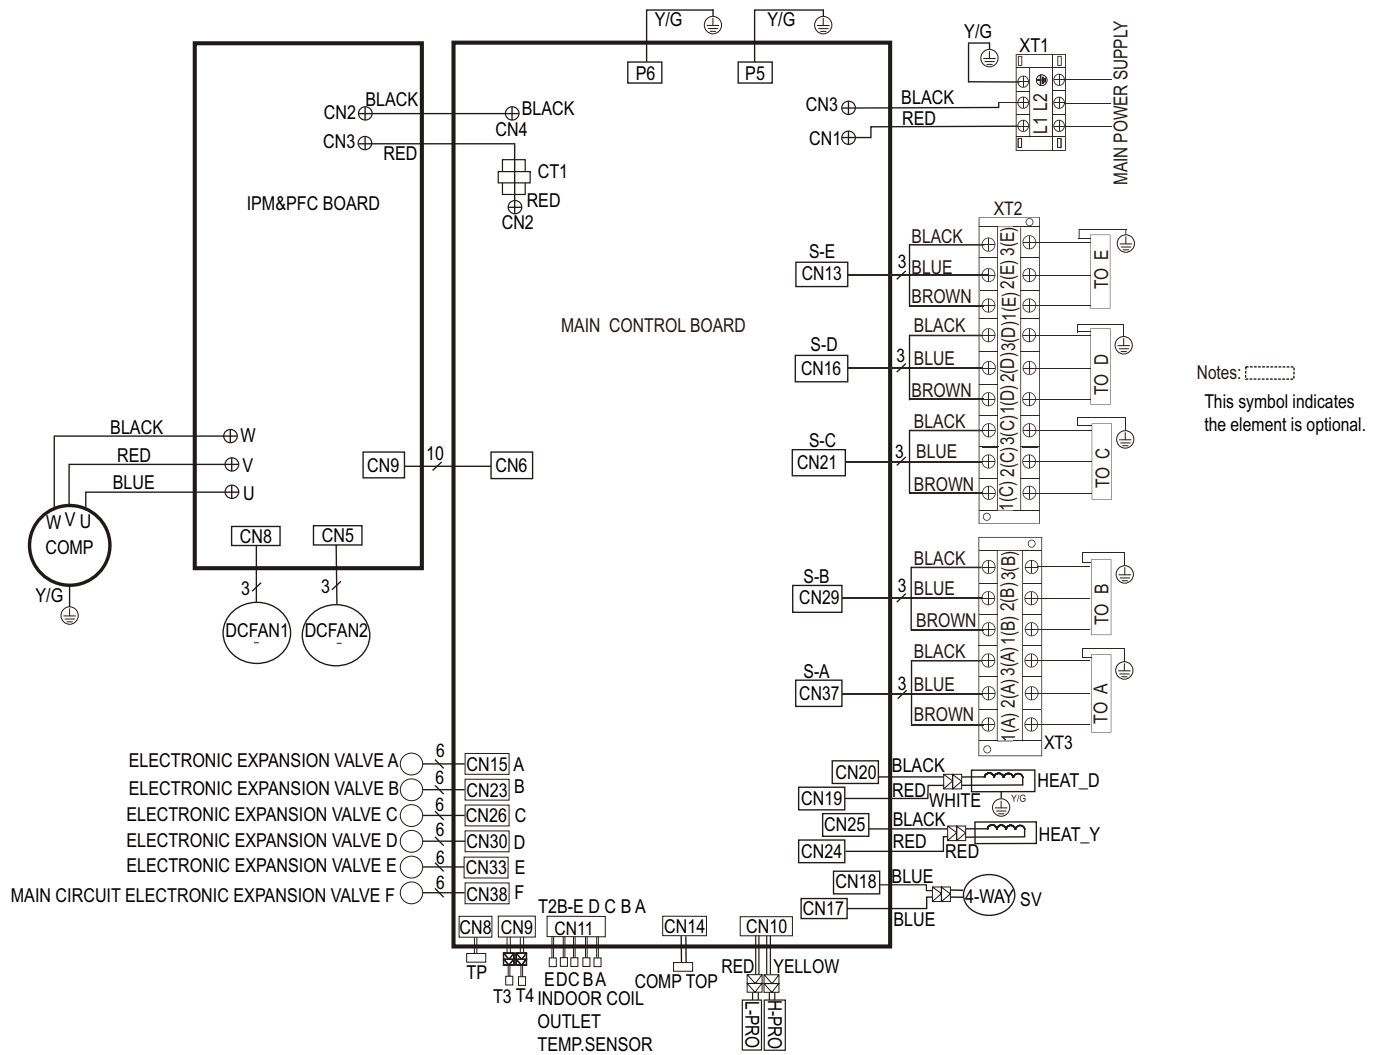 Y/G
Y/G
P6
P5
Y/G
XT1
L1 L2
MAIN POWER SUPPLY
CN3
BLACK
CN1
RED
CN2
BLACK
BLACK
CN4
CN3
RED
CT1
RED
CN2
IPM&PFC BOARD
MAIN CONTROL BOARD
XT2
S-E
CN13
3
BLACK
BLUE
BROWN
1(E) 2(E) 3(E)
TO E
S-D
CN16
3
BLACK
BLUE
BROWN
1(D) 2(D) 3(D)
TO D
S-C
CN21
3
BLACK
BLUE
BROWN
1(C) 2(C) 3(C)
TO C
Notes:
This symbol indicates
the element is optional.
S-B
CN29
3
BLACK
BLUE
BROWN
1(B) 2(B) 3(B)
TO B
S-A
CN37
3
BLACK
BLUE
BROWN
1(A) 2(A) 3(A)
TO A
XT3
BLACK
W
RED
V
BLUE
U
W V U
COMP
Y/G
CN9
10
CN6
CN8
CN5
3
3
DCFAN1
DCFAN2
ELECTRONIC EXPANSION VALVE A
6
CN15 A
ELECTRONIC EXPANSION VALVE B
6
CN23 B
ELECTRONIC EXPANSION VALVE C
6
CN26 C
ELECTRONIC EXPANSION VALVE D
6
CN30 D
ELECTRONIC EXPANSION VALVE E
6
CN33 E
MAIN CIRCUIT ELECTRONIC EXPANSION VALVE F
6
CN38 F
CN20
BLACK
HEAT_D
CN19
RED
WHITE
Y/G
CN25
BLACK
HEAT_Y
CN24
RED
RED
CN18
BLUE
4-WAY
SV
CN17
BLUE
CN8
TP
CN9
T3 T4
T2B-E D C B A
CN11
E D C B A
INDOOR COIL
OUTLET
TEMP.SENSOR
CN14
COMP TOP
CN10
RED
YELLOW
L-PRO
H-PRO